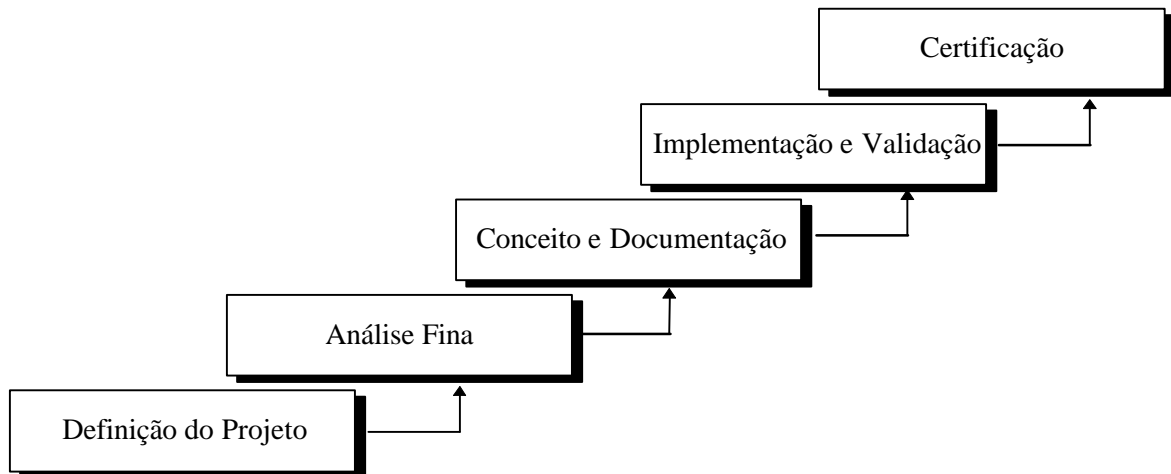 Certificação
Implementação e Validação
Conceito e Documentação
Análise Fina
Definição do Projeto